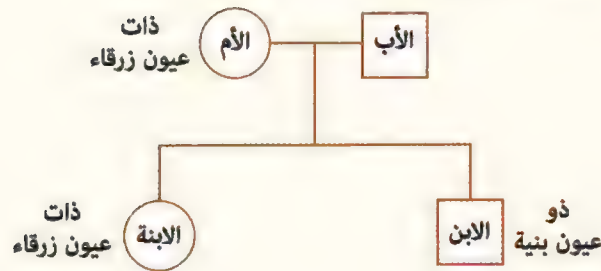 الأب
الأم
ذات
عيون زرقاء
ذو
عيون بنية
الابن
الابنة
ذات
عيون زرقاء